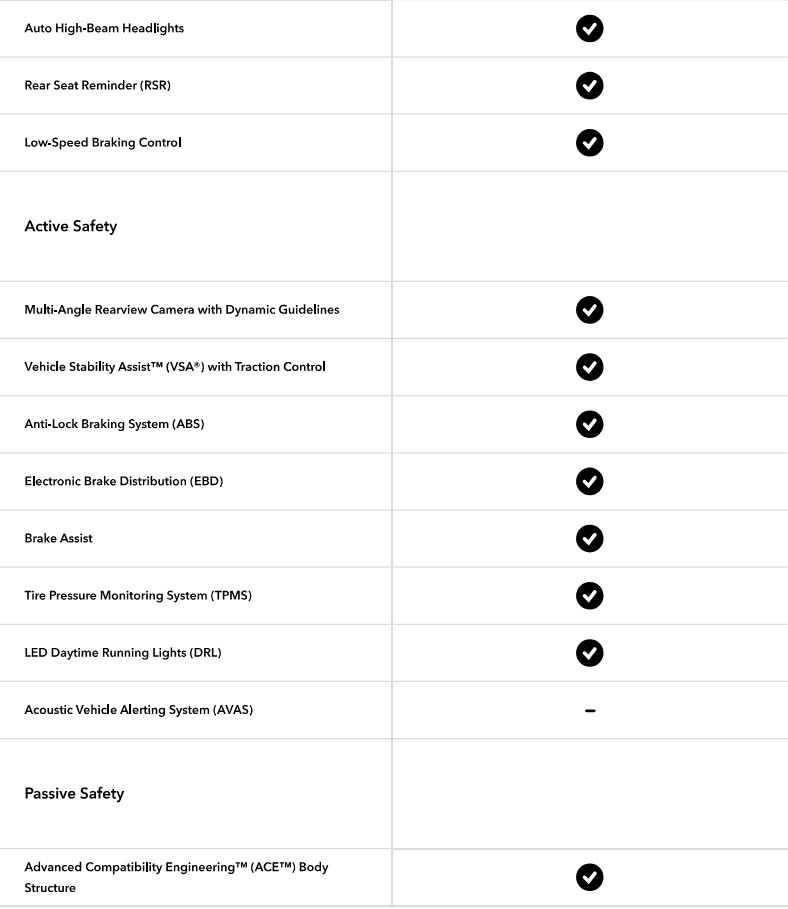 Auto High-Beam Headlights
Rear Seat Reminder (RSR)
Low-Speed Braking Control
Active Safety
Multi-Angle Rearview Camera with Dynamic Guidelines
Vehicle Stability Assist™ (VSA®) with Traction Control
Anti-Lock Braking System (ABS)
Electronic Brake Distribution (EBD)
Brake Assist
Tire Pressure Monitoring System (TPMS)
LED Daytime Running Lights (DRL)
Acoustic Vehicle Alerting System (AVAS) –
Passive Safety
Advanced Compatibility Engineering™ (ACE™) Body
Structure